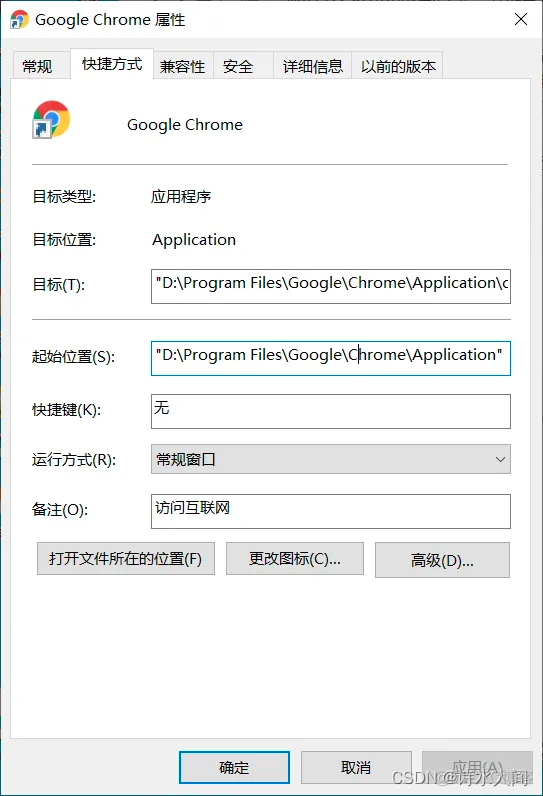 Google Chrome 属性
常规 快捷方式 兼容性 安全 详细信息 以前的版本
Google Chrome
目标类型: 应用程序
目标位置: Application
目标(T): "D:\Program Files\Google\Chrome\Application\c
起始位置(S): "D:\Program Files\Google\Chrome\Application"
快捷键(K): 无
运行方式(R): 常规窗口
备注(O): 访问互联网
打开文件所在的位置(F) 更改图标(C)... 高级(D)...
确定 取消 应用(A)
CSDN @诗水人间